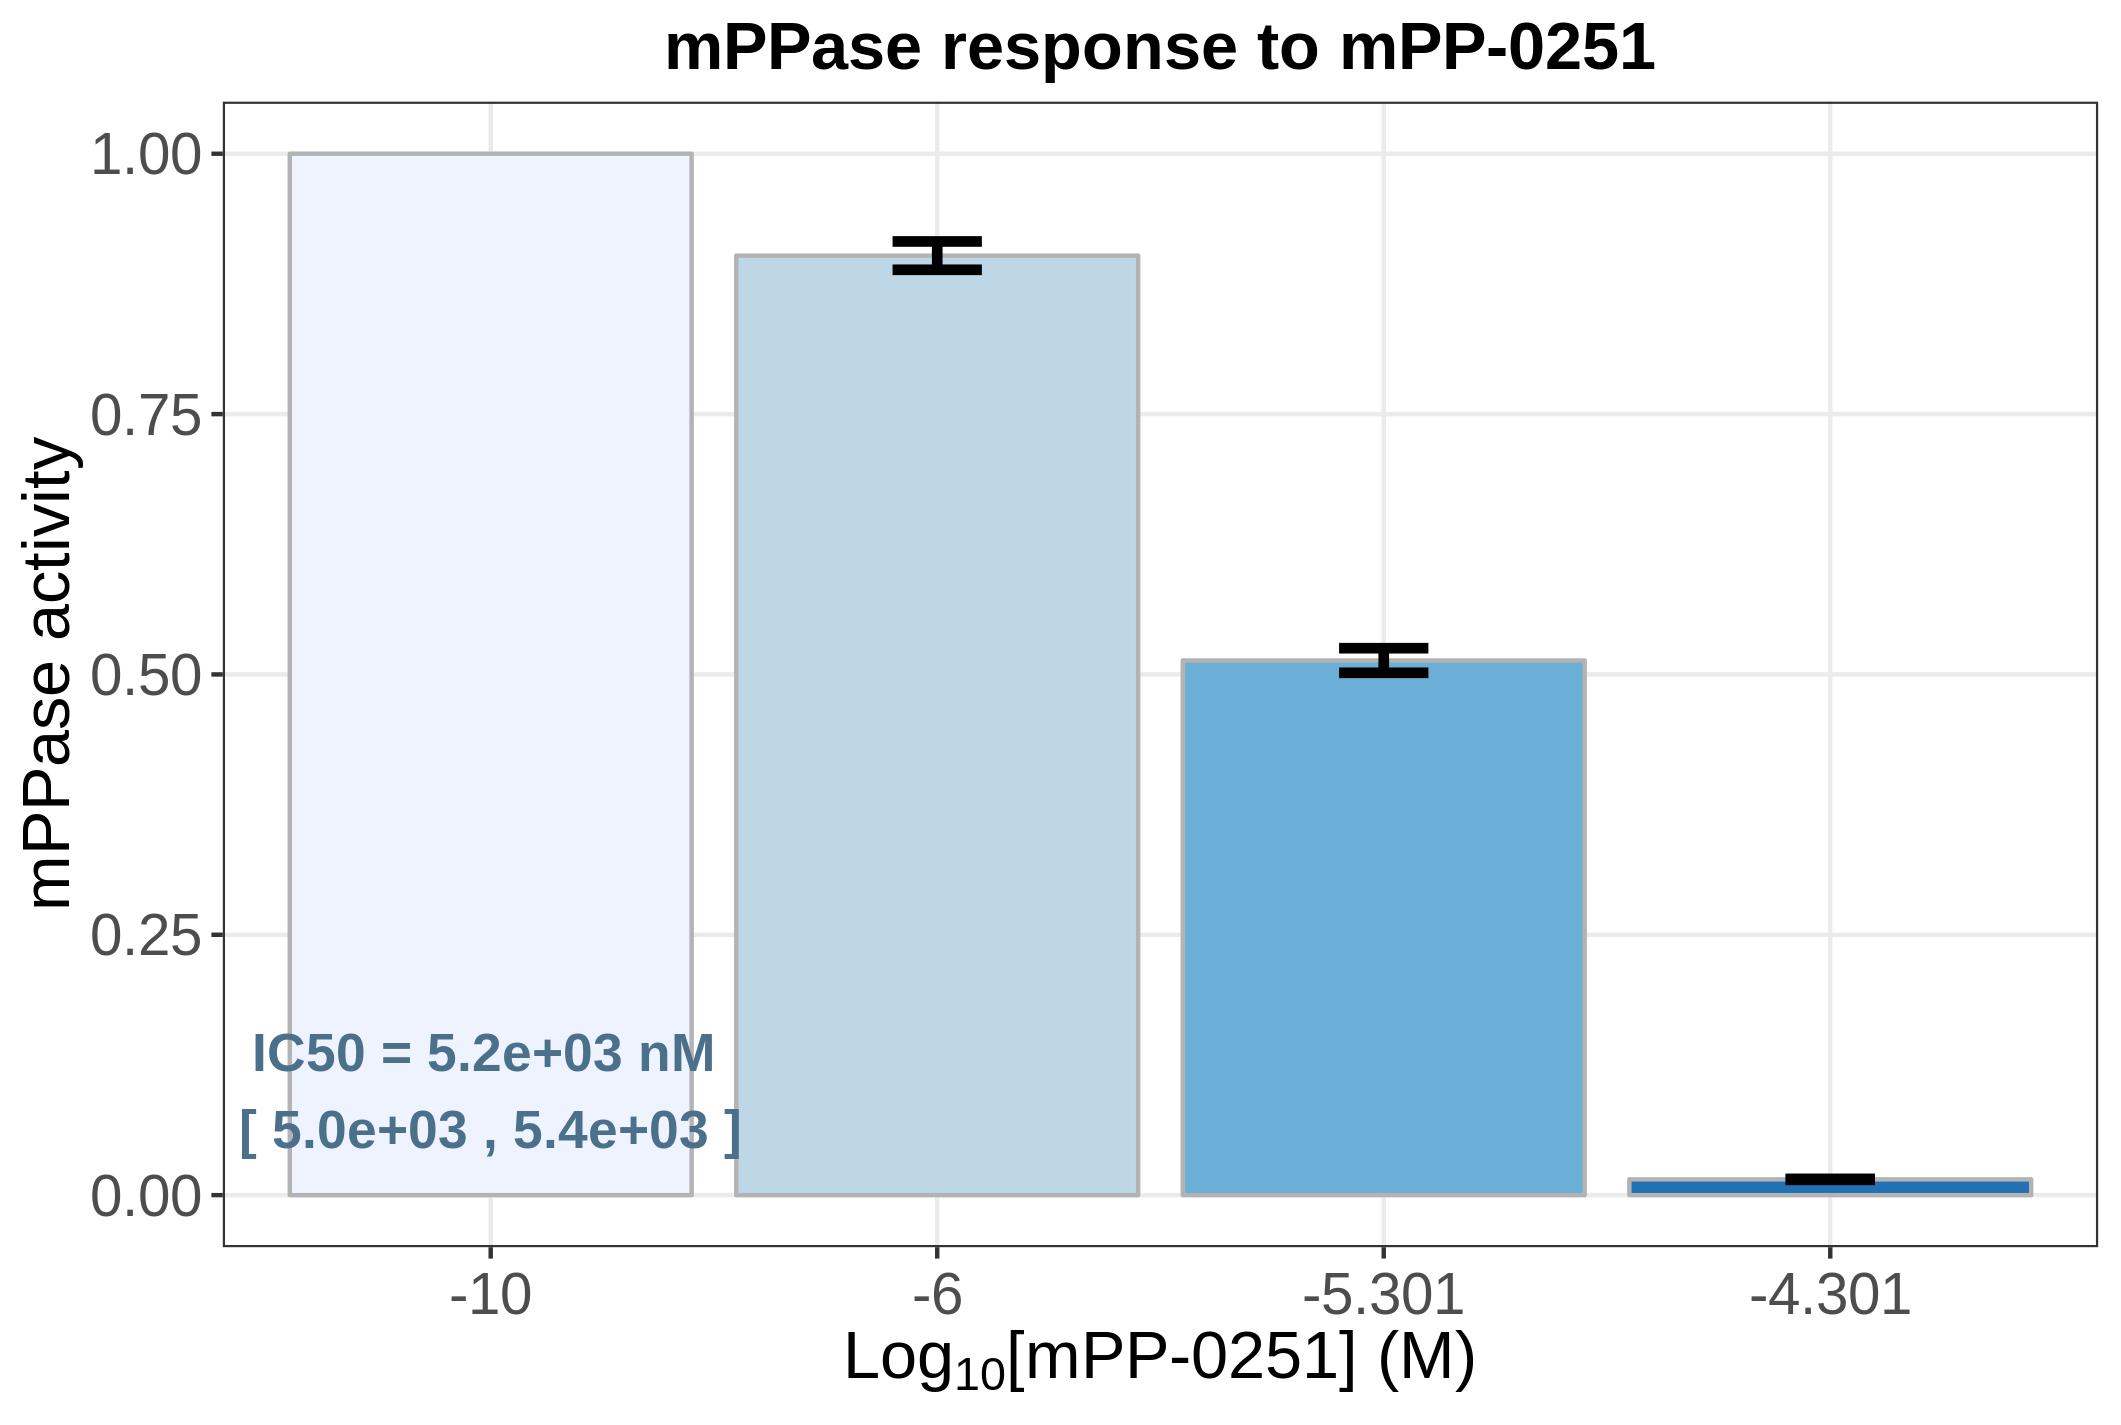 mPPase response to mPP-0251
1.00
0.75
0.50
0.25
0.00
mPPase activity
IC50 = 5.2e+03 nM
[ 5.0e+03 , 5.4e+03 ]
-10
-6
-5.301
-4.301
Log10[mPP-0251] (M)